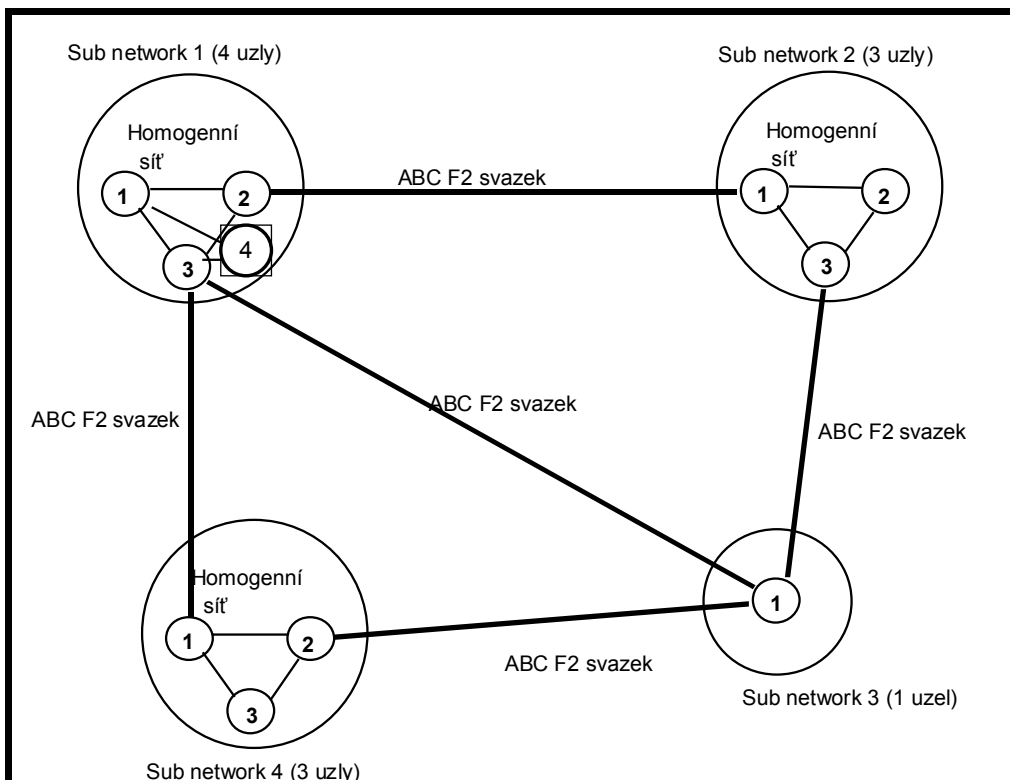 Sub network 1 (4 uzly)
Sub network 2 (3 uzly)
Homogenní
síť
1
2
3
4
ABC F2 svazek
Homogenní
síť
1
2
3
ABC F2 svazek
ABC F2 svazek
ABC F2 svazek
Homogenní
síť
1
2
3
ABC F2 svazek
1
Sub network 3 (1 uzel)
Sub network 4 (3 uzly)